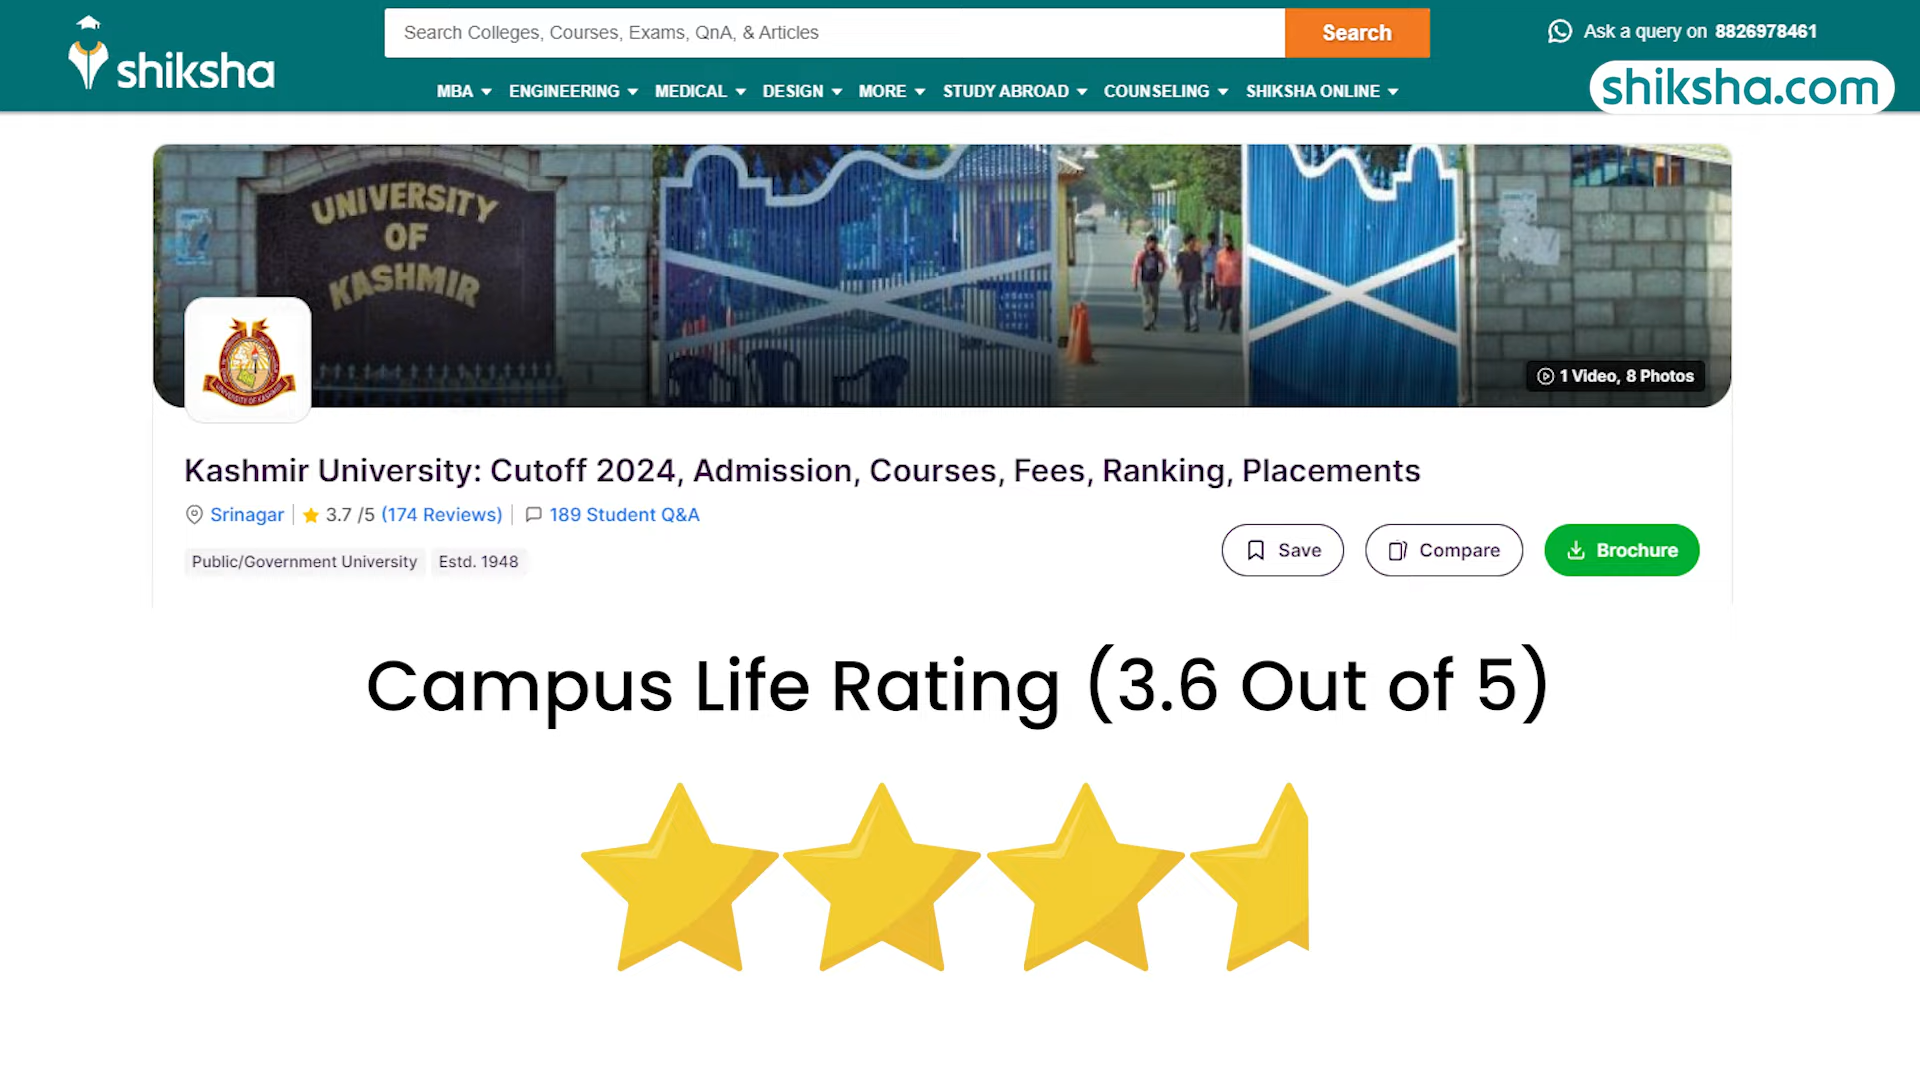 shiksha
Search Colleges, Courses, Exams, QnA, & Articles
Search
Ask a query on 8826978461
MBA ENGINEERING MEDICAL DESIGN MORE STUDY ABROAD COUNSELING SHIKSHA ONLINE
shiksha.com
UNIVERSITY
OF
KASHMIR
1 Video, 8 Photos
Kashmir University: Cutoff 2024, Admission, Courses, Fees, Ranking, Placements
Srinagar 3.7 /5 (174 Reviews) 189 Student Q&A
Public/Government University Estd. 1948
Save Compare Brochure
Campus Life Rating (3.6 Out of 5)